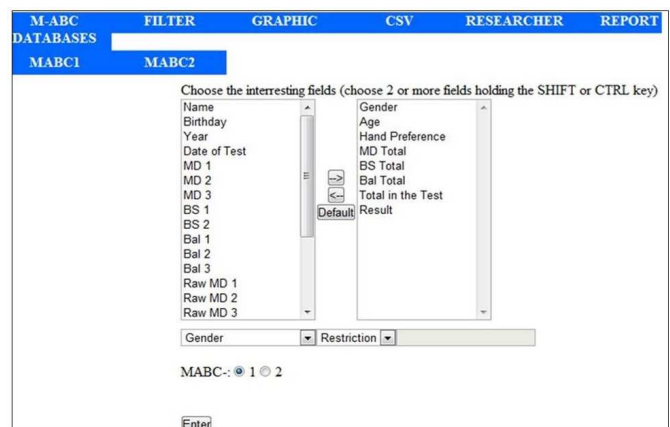 M-ABC DATABASES FILTER GRAPHIC CSV RESEARCHER REPORT
MABC1 MABC2
Choose the interresting fields (choose 2 or more fields holding the SHIFT or CTRL key)
Name
Birthday
Year
Date of Test
MD 1
MD 2
MD 3
BS 1
BS 2
Bal 1
Bal 2
Bal 3
Raw MD 1
Raw MD 2
Raw MD 3
-->
<--
Default
Gender
Age
Hand Preference
MD Total
BS Total
Bal Total
Total in the Test
Result
Gender Restriction
MABC-: 1 2
Enter